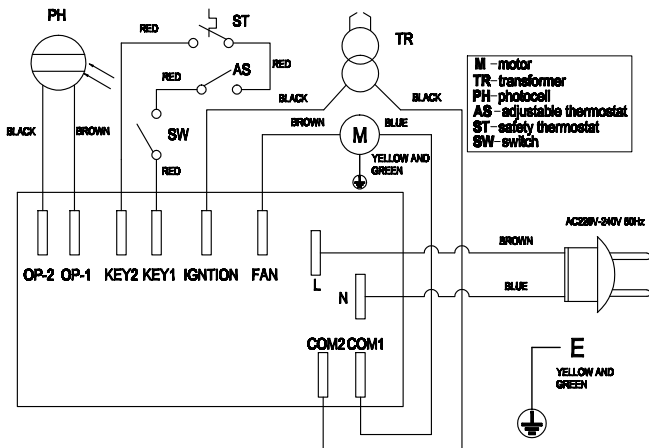 PH
ST
TR
RED
AS
RED
RED
BLACK
BLACK
M -motor
TR-transformer
PH-photocell
AS -adjustable thermostat
ST -safety thermostat
SW-switch
BLACK
BROWN
SW
BROWN
M
BLUE
YELLOW AND
GREEN
RED
OP-2
OP-1
KEY2
KEY1
IGNTION
FAN
L
BROWN
AC220V-240V 50Hz
N
BLUE
COM2
COM1
E
YELLOW AND
GREEN